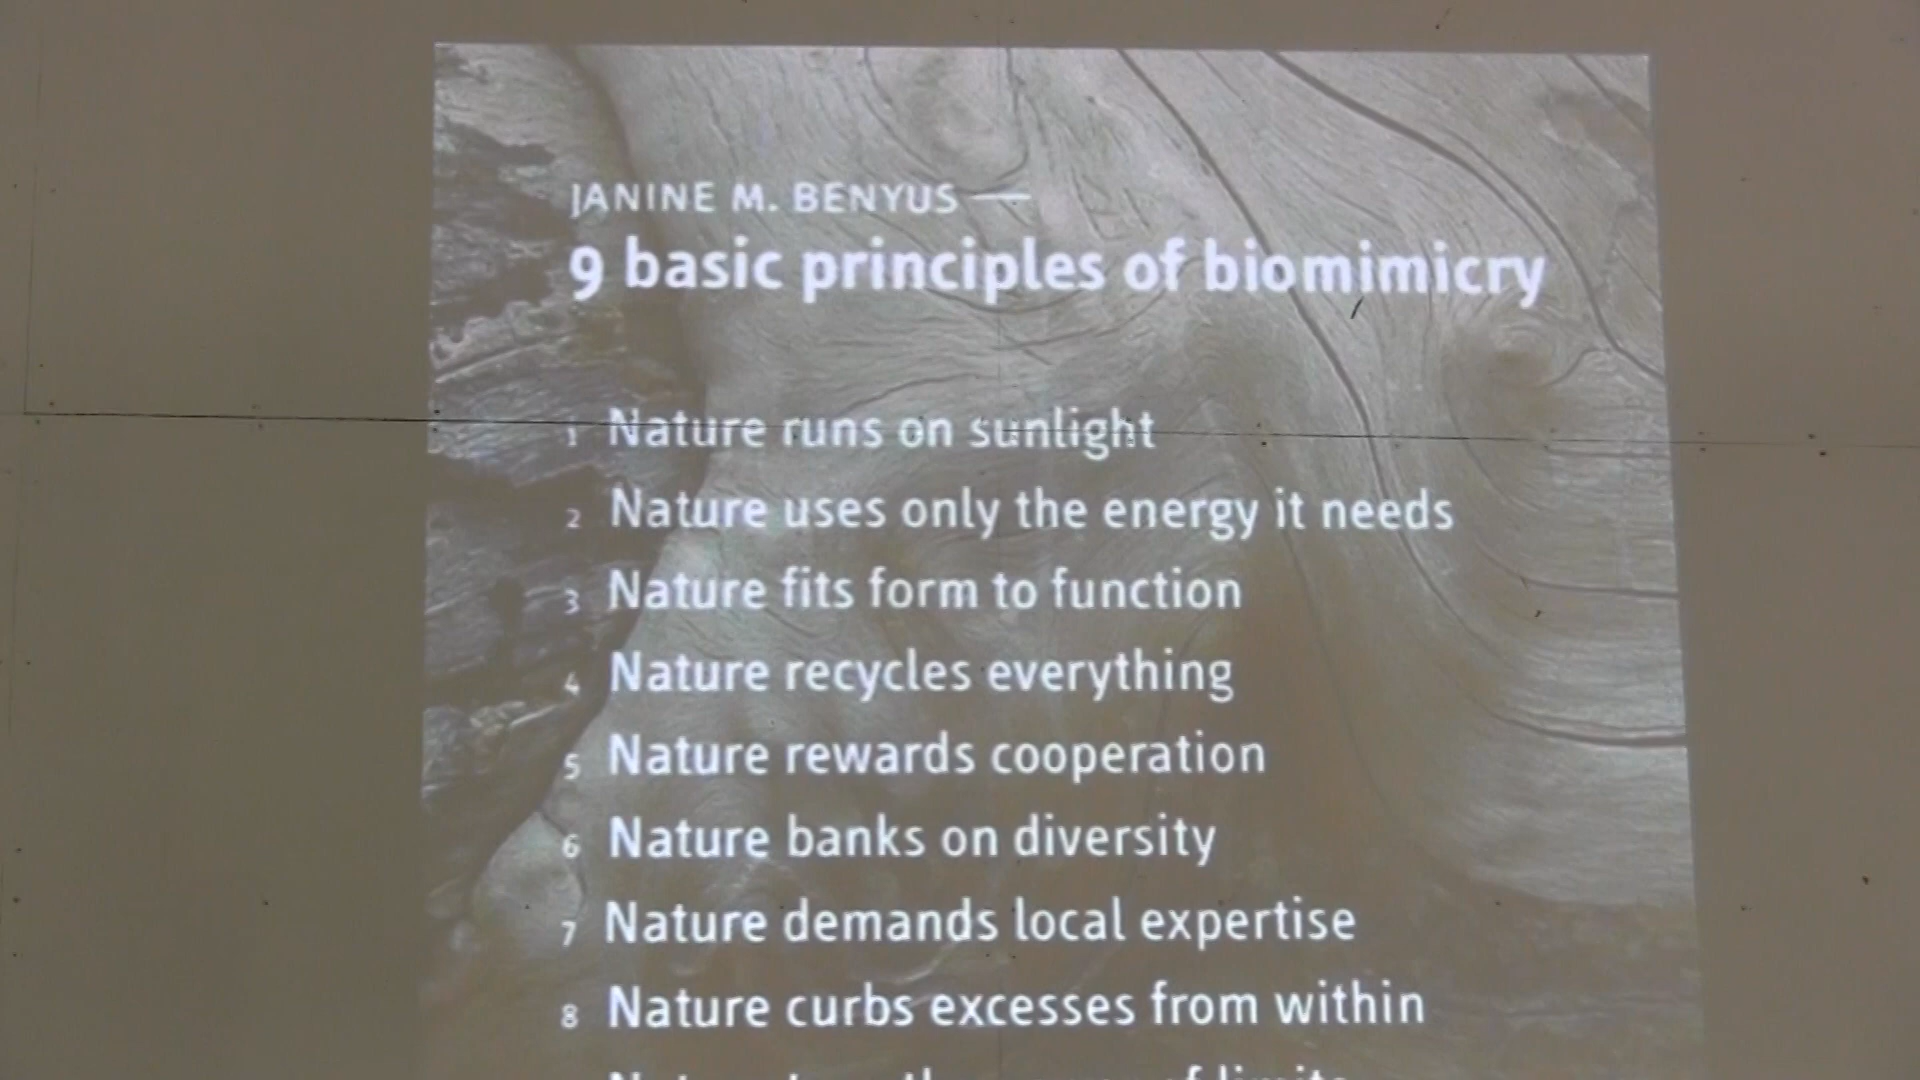 JANINE M. BENYUS —
9 basic principles of biomimicry
1 Nature runs on sunlight
2 Nature uses only the energy it needs
3 Nature fits form to function
4 Nature recycles everything
5 Nature rewards cooperation
6 Nature banks on diversity
7 Nature demands local expertise
8 Nature curbs excesses from within